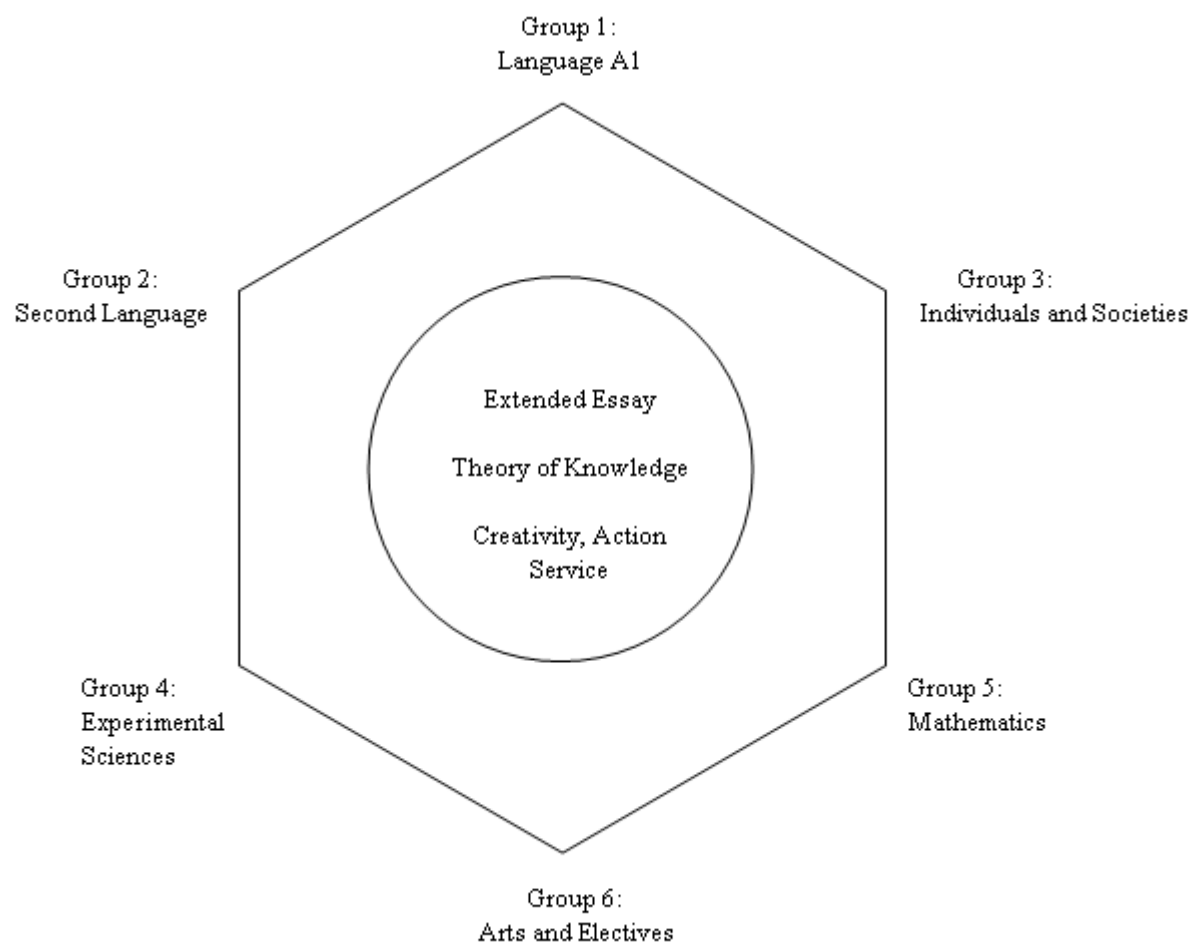 Group 1:
Language A1
Group 2:
Second Language
Group 3:
Individuals and Societies
Extended Essay
Theory of Knowledge
Creativity, Action
Service
Group 4:
Experimental
Sciences
Group 5:
Mathematics
Group 6:
Arts and Electives